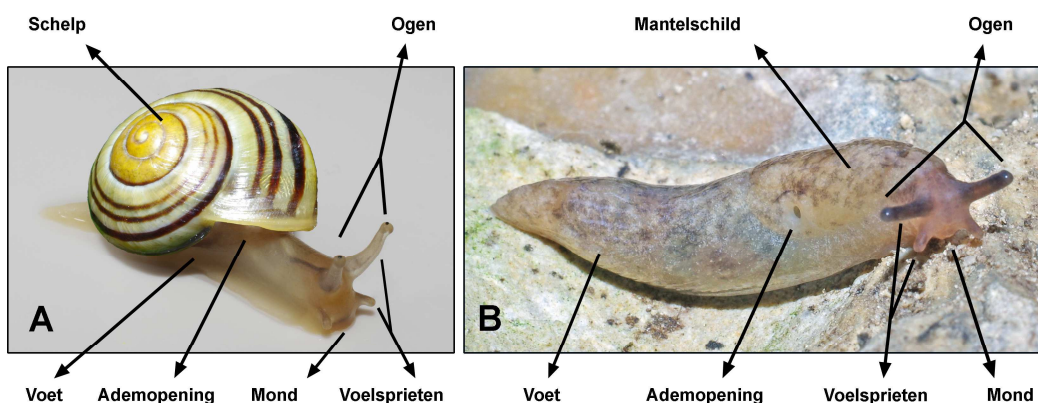 Schelp Ogen Mantelschild Ogen
A B
Voet Ademopening Mond Voelsprieten Voet Ademopening Voelsprieten Mond